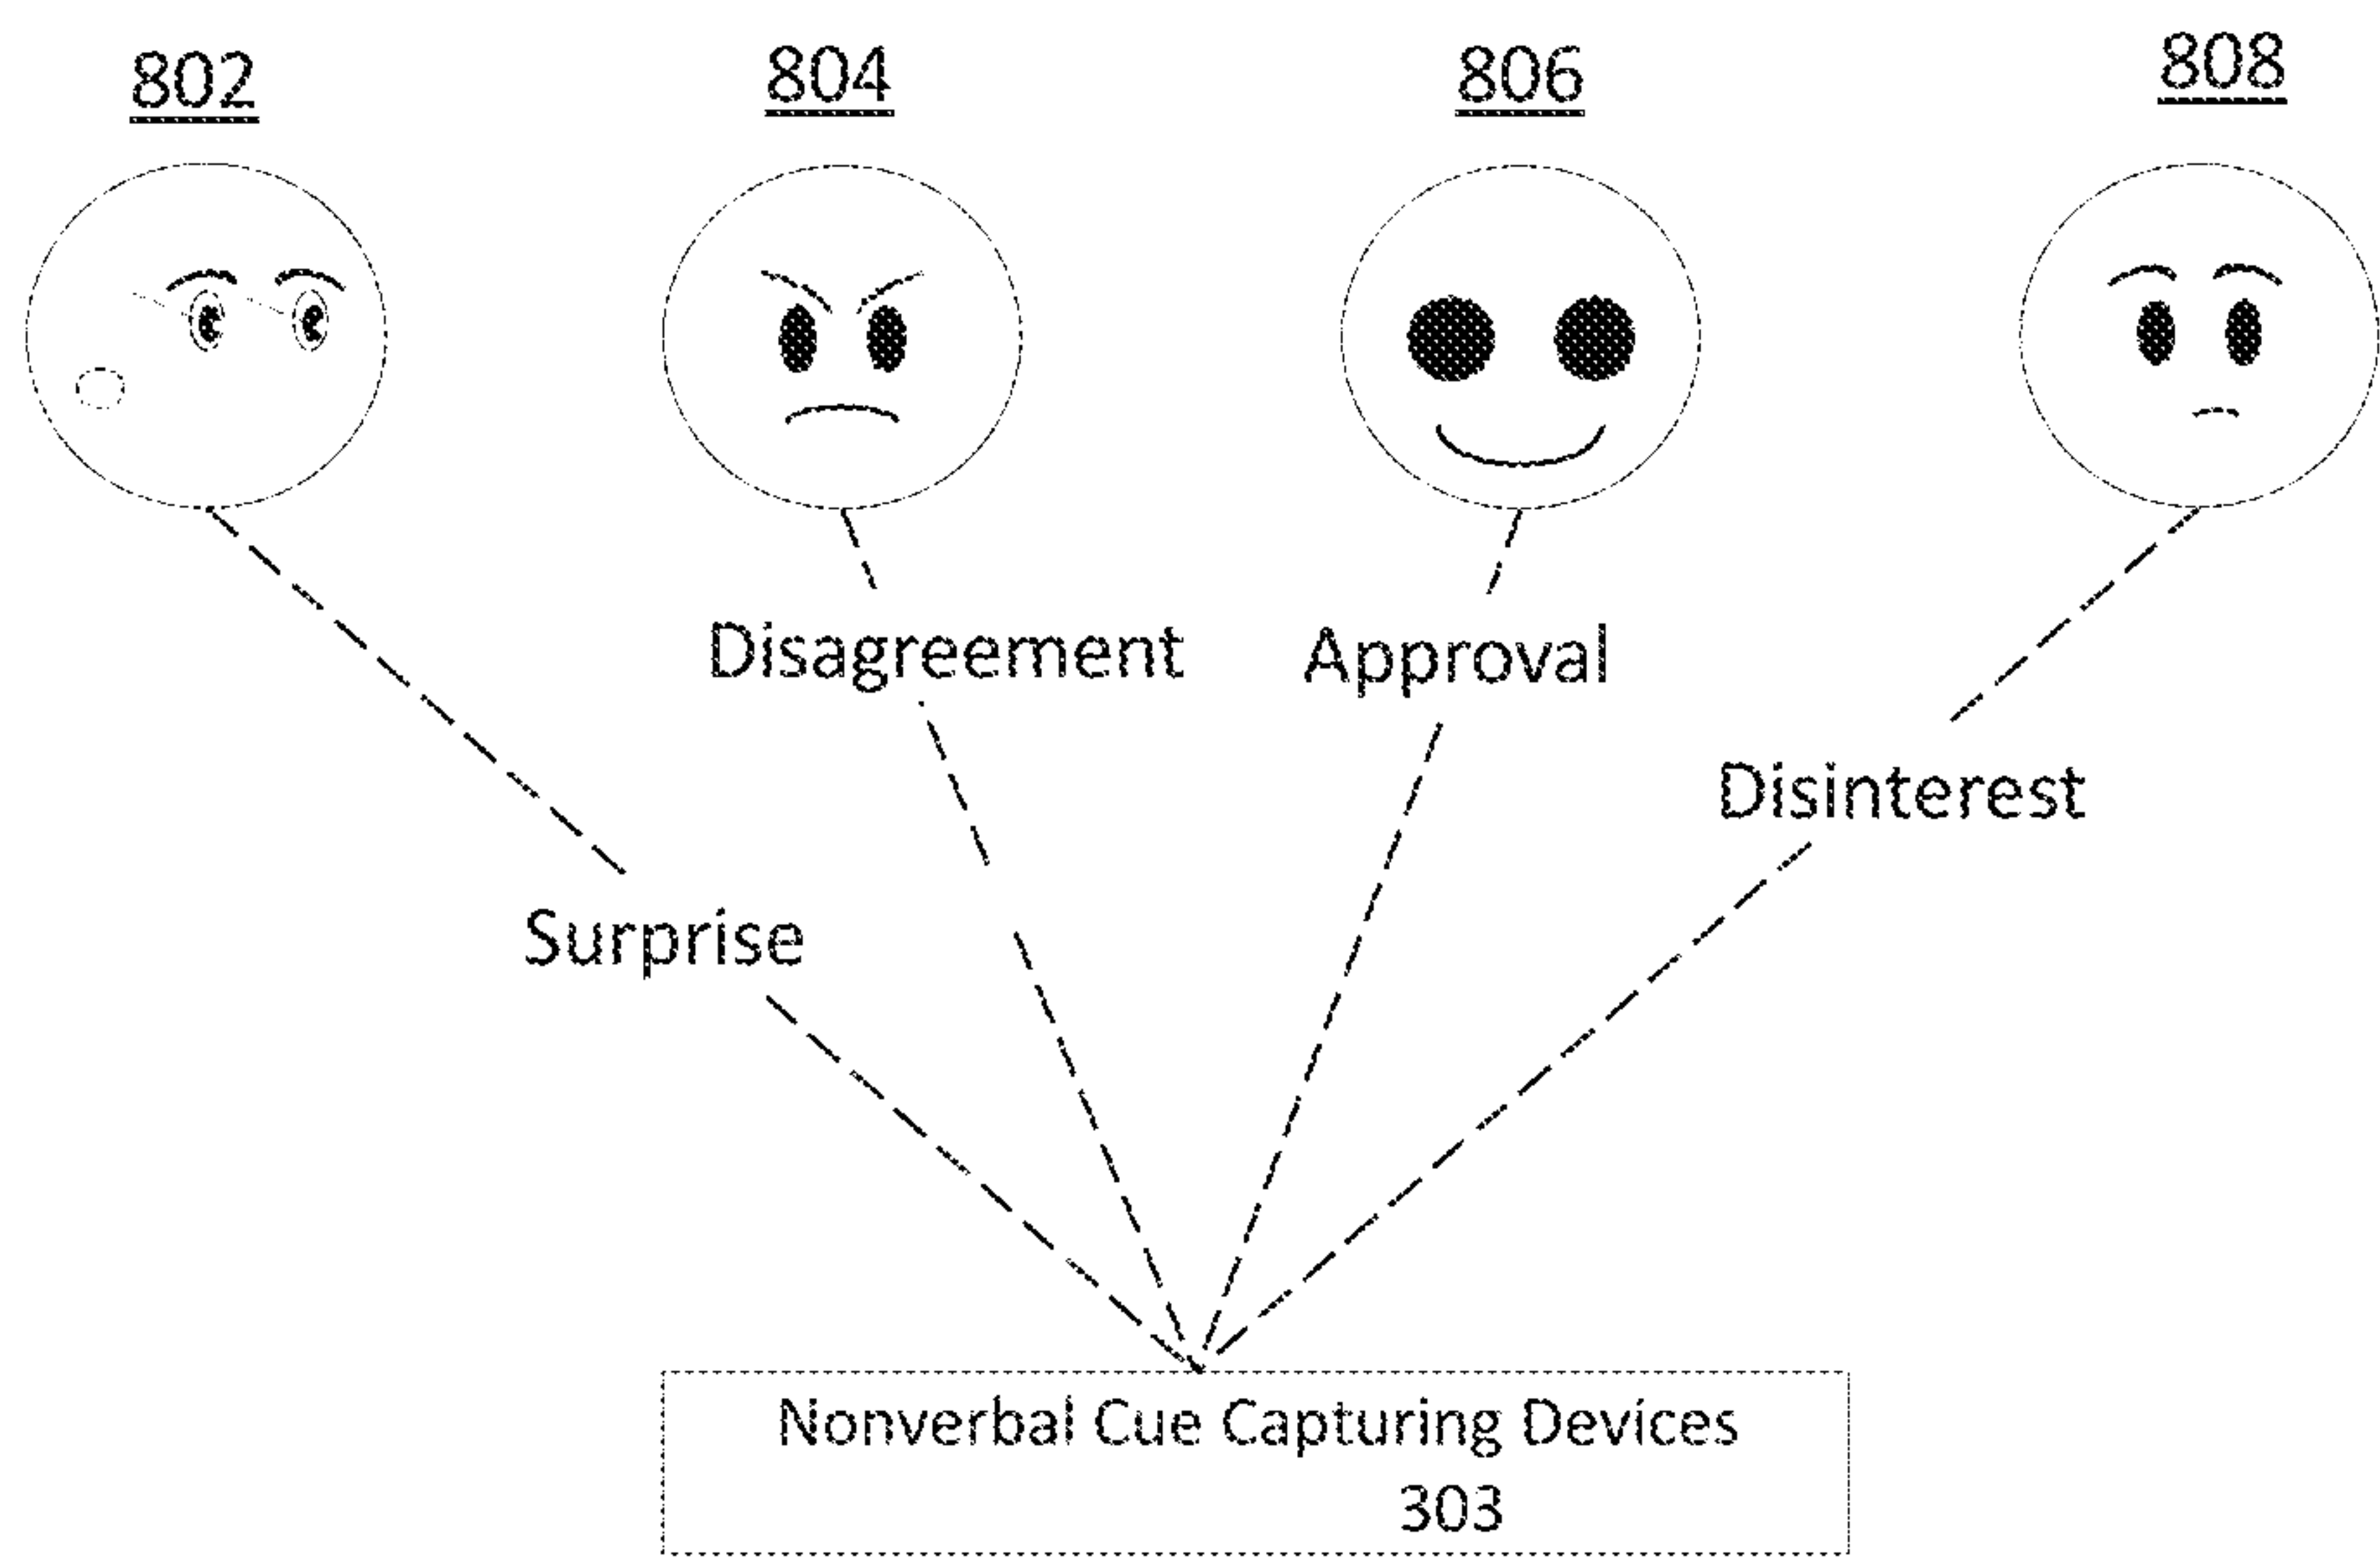 802
804
806
808
Disagreement
Approval
Disinterest
Surprise
Nonverbal Cue Capturing Devices
303